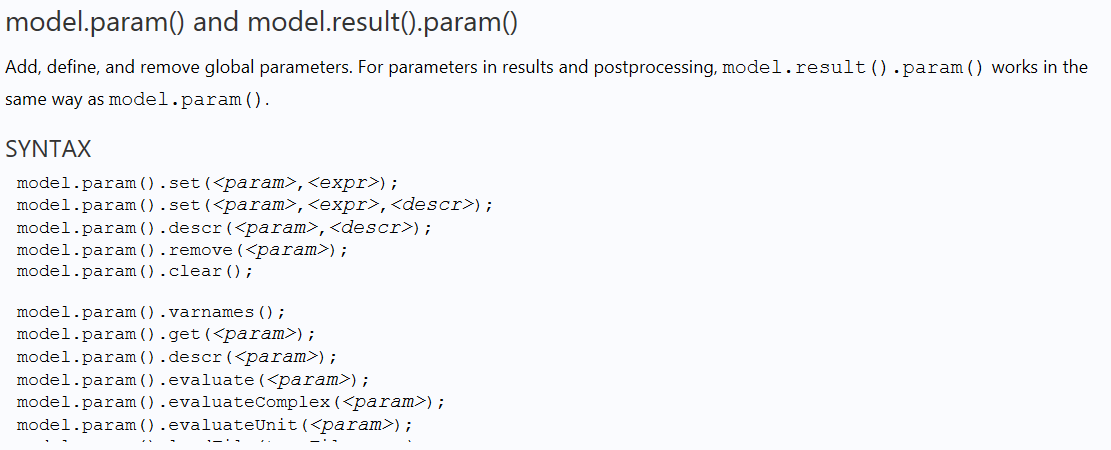 model.param() and model.result().param()
Add, define, and remove global parameters. For parameters in results and postprocessing, model.result().param() works in the
same way as model.param().
SYNTAX
model.param().set(<param>,<expr>);
model.param().set(<param>,<expr>,<descr>);
model.param().descr(<param>,<descr>);
model.param().remove(<param>);
model.param().clear();
model.param().varnames();
model.param().get(<param>);
model.param().descr(<param>);
model.param().evaluate(<param>);
model.param().evaluateComplex(<param>);
model.param().evaluateUnit(<param>);